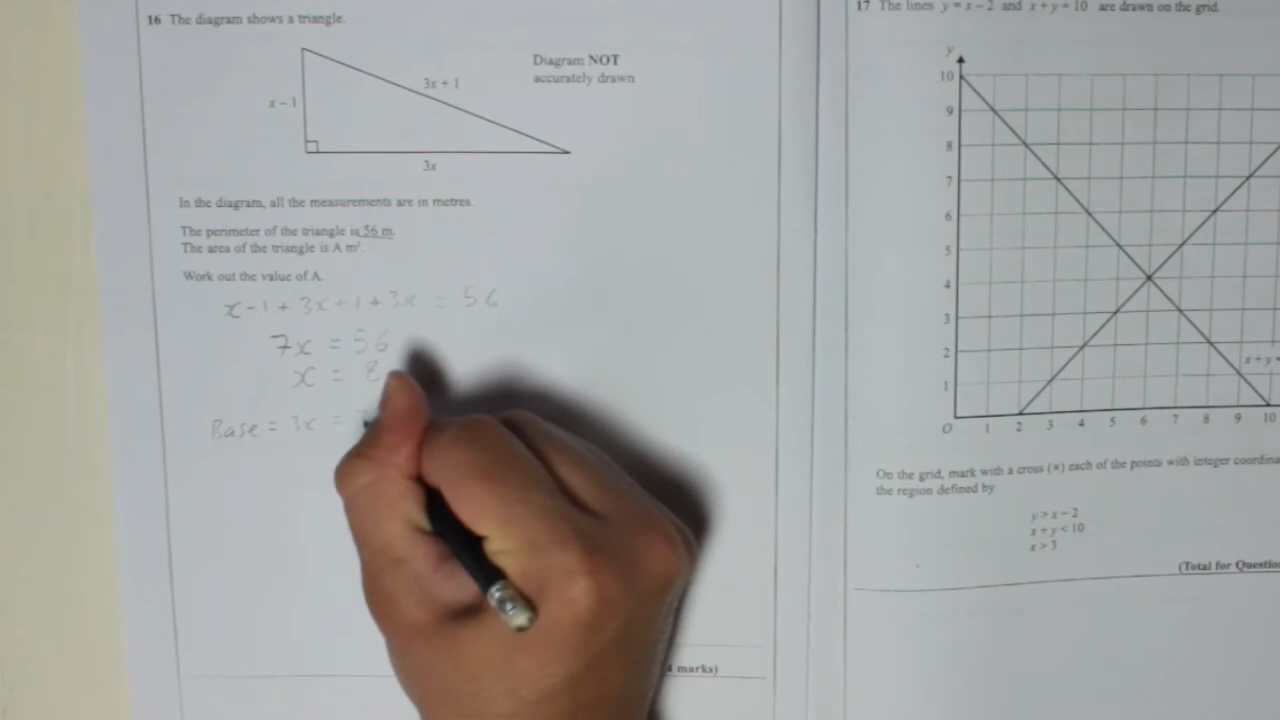 16 The diagram shows a triangle.
x – 1
3x + 1
3x
Diagram NOT
accurately drawn
In the diagram, all the measurements are in metres.
The perimeter of the triangle is 56 m.
The area of the triangle is A m².
Work out the value of A.
x - 1 + 3x + 1 + 3x = 56
7x = 56
x = 8
Base = 3x =
4 marks)
17 The lines y = x – 2 and x + y = 10 are drawn on the grid.
y
10
9
8
7
6
5
4
3
2
1
O 1 2 3 4 5 6 7 8 9 10
x + y =
On the grid, mark with a cross (×) each of the points with integer
the region defined by
y > x – 2
x + y < 10
x > 3
(Total for